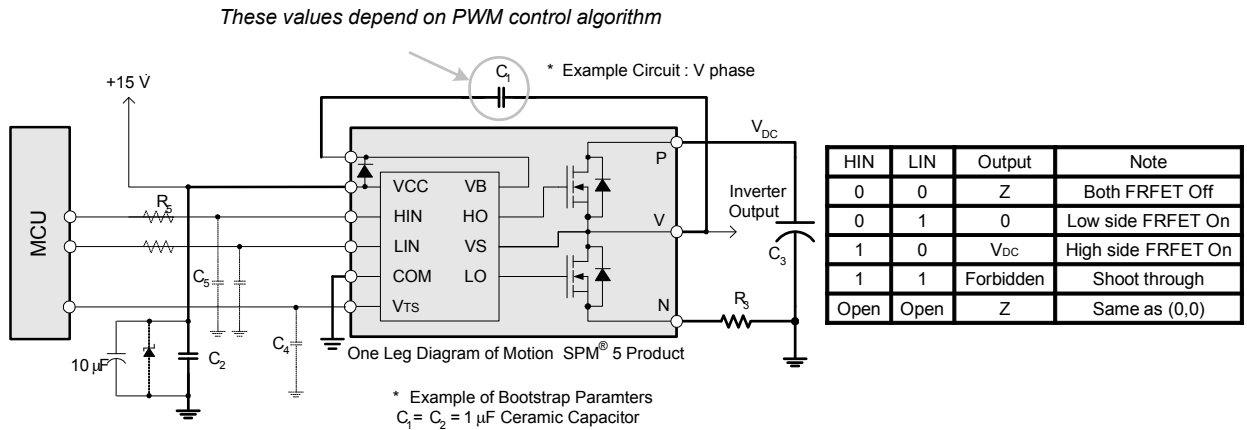 These values depend on PWM control algorithm
C1
* Example Circuit : V phase
+15 V
VDC
P
R5
VCC VB
HIN HO
LIN VS
COM LO
VTS
V
N
Inverter
Output
MCU
C5
C4
C3
R3
10 μF
C2
One Leg Diagram of Motion SPM® 5 Product
* Example of Bootstrap Paramters
C1= C2 = 1 μF Ceramic Capacitor
HIN LIN Output Note
0 0 Z Both FRFET Off
0 1 0 Low side FRFET On
1 0 VDC High side FRFET On
1 1 Forbidden Shoot through
Open Open Z Same as (0,0)